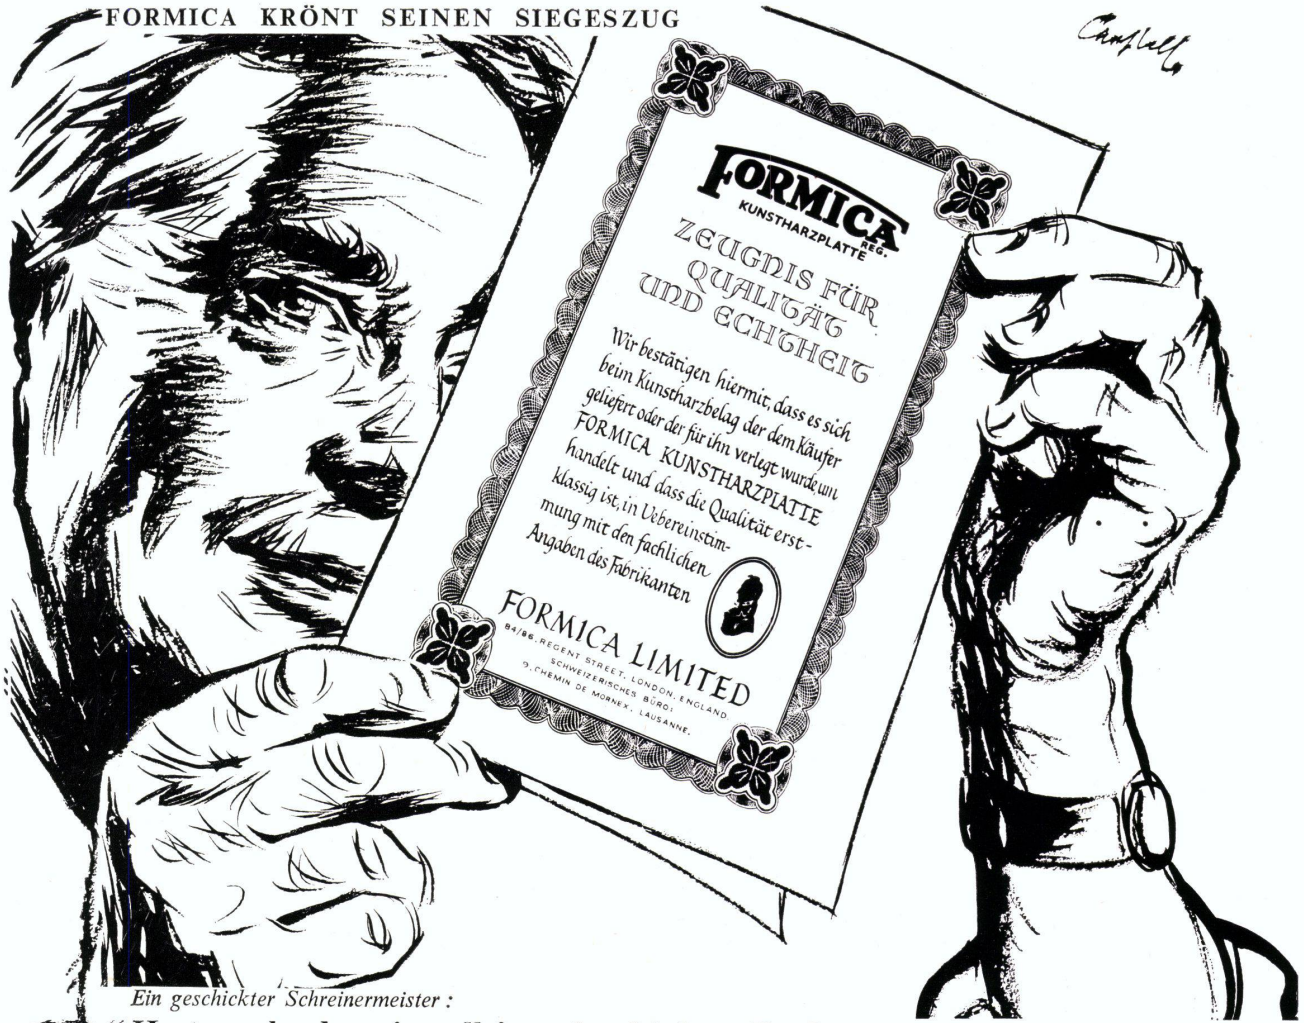 FORMICA KRÖNT SEINEN SIEGESZUG
Campbell
FORMICA
REG.
KUNSTHARZPLATTE
ZEUGNIS FÜR
QUALITÄT
UND ECHTHEIT
Wir bestätigen hiermit, dass es sich
beim Kunstharzbelag der dem Käufer
geliefert oder der für ihn verlegt wurde um
FORMICA KUNSTHARZPLATTE
handelt und dass die Qualität erst-
klassig ist, in Uebereinstim-
mung mit den fachlichen
Angaben des Fabrikanten
FORMICA LIMITED
84/86, REGENT STREET, LONDON, ENGLAND.
SCHWEIZERISCHES BÜRO:
9, CHEMIN DE MORNEX, LAUSANNE.
Ein geschickter Schreinermeister :